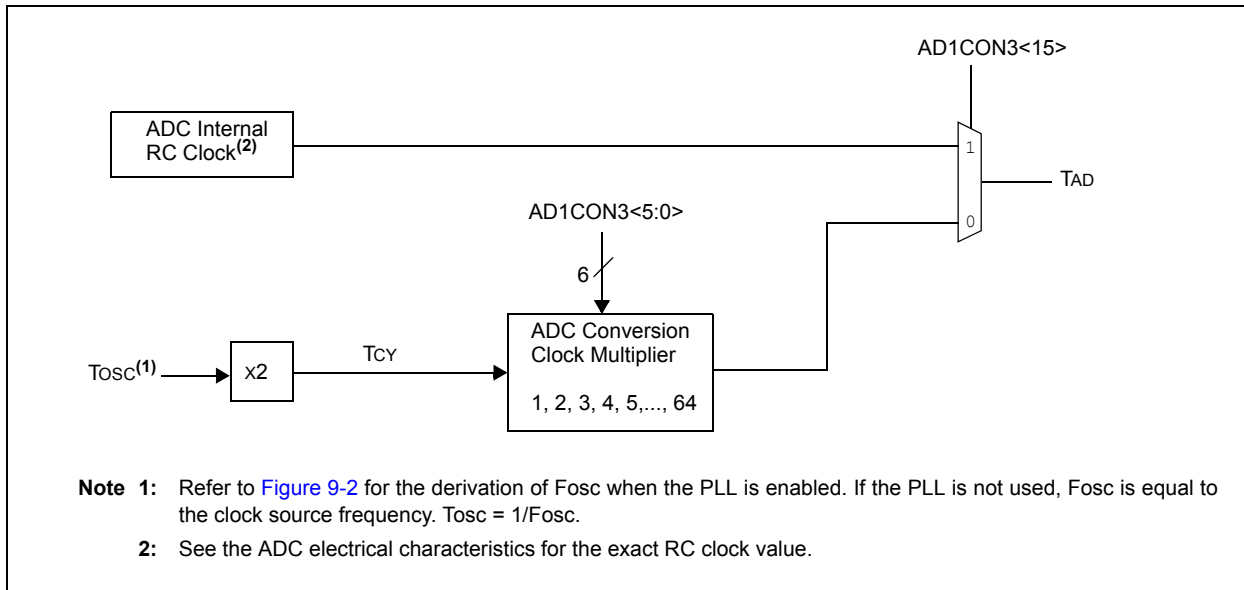 AD1CON3<15>
ADC Internal
RC Clock(2)
1
TAD
AD1CON3<5:0>
0
6
ADC Conversion
Clock Multiplier
TOSC(1)
X2
TCY
1, 2, 3, 4, 5,..., 64
Note 1: Refer to Figure 9-2 for the derivation of Fosc when the PLL is enabled. If the PLL is not used, Fosc is equal to
the clock source frequency. Tosc = 1/Fosc.
2: See the ADC electrical characteristics for the exact RC clock value.